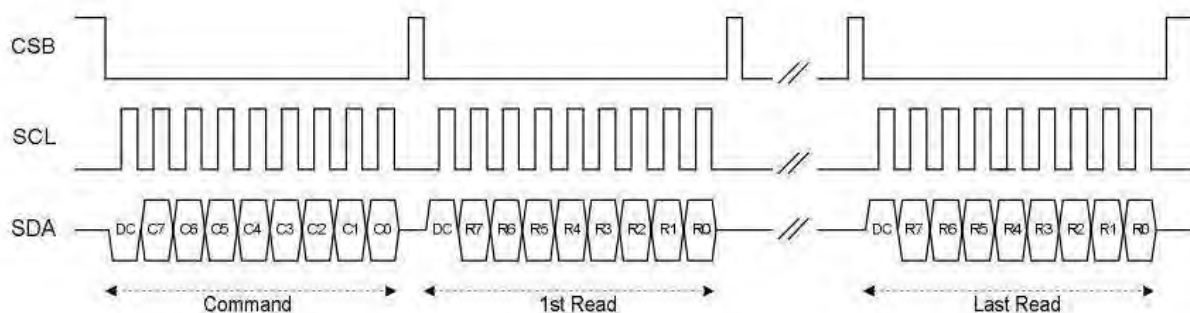 CSB
SCL
SDA DC C7 C6 C5 C4 C3 C2 C1 C0 DC R7 R6 R5 R4 R3 R2 R1 R0 DC R7 R6 R5 R4 R3 R2 R1 R0
Command 1st Read Last Read